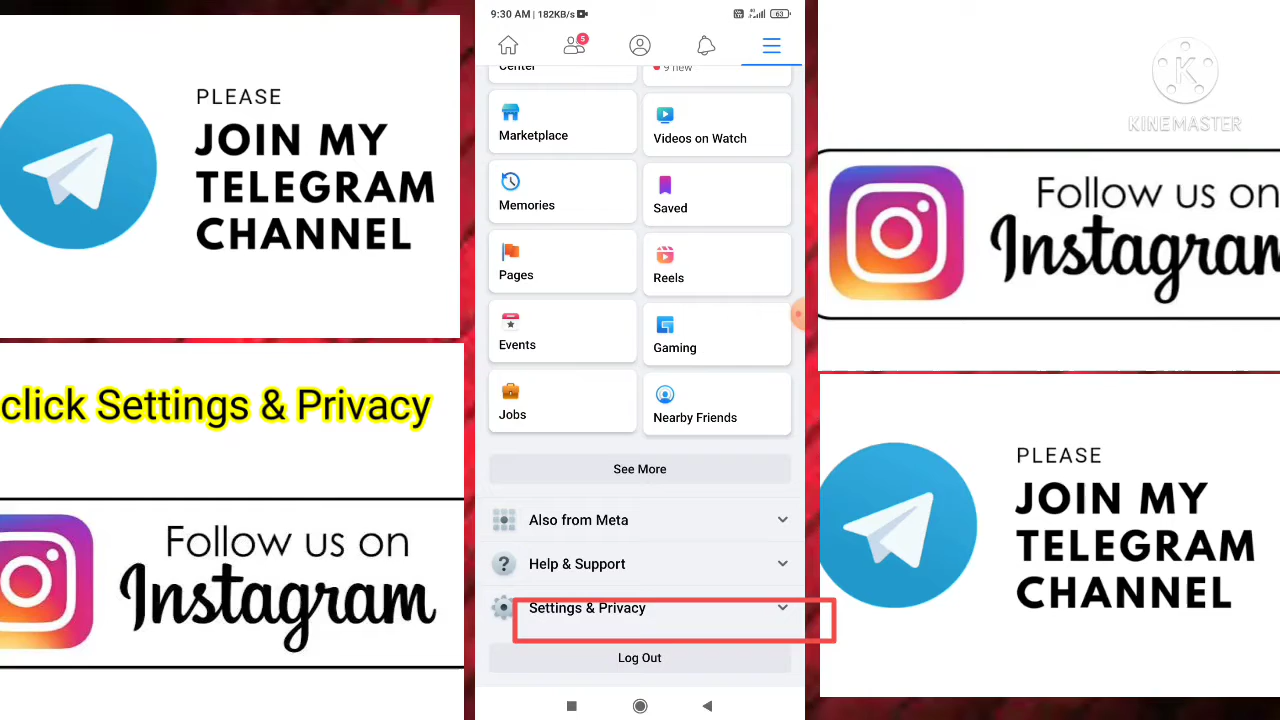 PLEASE
JOIN MY
TELEGRAM
CHANNEL
click Settings & Privacy
Follow us on
Instagram
9:30 AM | 182KB/s
63
5
Center
9 new
Marketplace
Videos on Watch
Memories
Saved
Pages
Reels
Events
Gaming
Jobs
Nearby Friends
See More
Also from Meta
Help & Support
Settings & Privacy
Log Out
KINEMASTER
Follow us on
Instagram
PLEASE
JOIN MY
TELEGRAM
CHANNEL